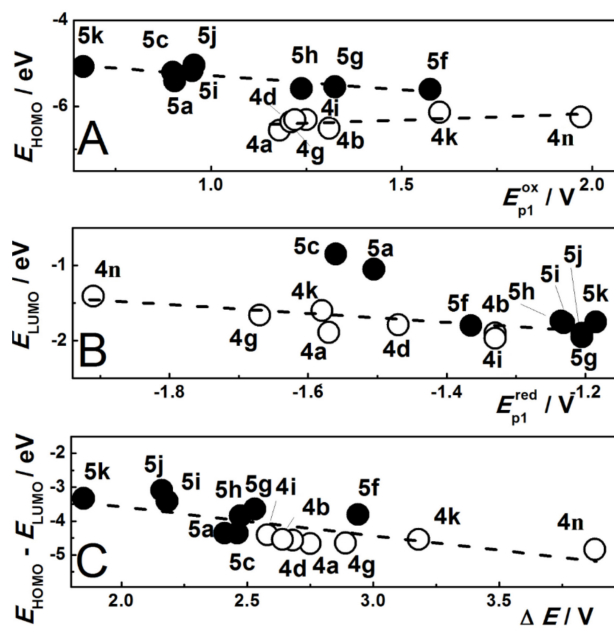 -4
5k 5c 5j 5h 5g 5f
5a 5i
4d 4i
-6
4a 4g 4b 4k 4n
A
E_HOMO / eV
1.0 1.5 2.0
E_p1^ox / V
-1
4n 5c 5a 5j
5i 5k
4k 5h
5f 4b
-2
4g 4a 4d 4i 5g
B
E_LUMO / eV
-1.8 -1.6 -1.4 -1.2
E_p1^red / V
-2
-3
5k 5j 5i 5h 5g 4i 4b 5f
-4
4k 4n
5a 5c 4d 4a 4g
-5
C
E_HOMO - E_LUMO / eV
2.0 2.5 3.0 3.5
Δ E / V